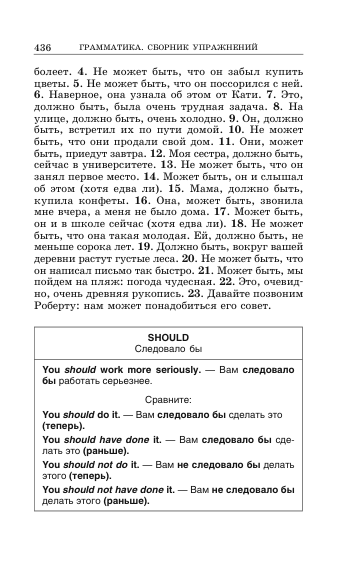 436 ГРАММАТИКА. СБОРНИК УПРАЖНЕНИЙ
болеет. 4. Не может быть, что он забыл купить
цветы. 5. Не может быть, что он поссорился с ней.
6. Наверное, она узнала об этом от Кати. 7. Это,
должно быть, была очень трудная задача. 8. На
улице, должно быть, очень холодно. 9. Он, должно
быть, встретил их по пути домой. 10. Не может
быть, что они продали свой дом. 11. Они, может
быть, приедут завтра. 12. Моя сестра, должно быть,
сейчас в университете. 13. Не может быть, что он
занял первое место. 14. Может быть, он и слышал
об этом (хотя едва ли). 15. Мама, должно быть,
купила конфеты. 16. Она, может быть, звонила
мне вчера, а меня не было дома. 17. Может быть,
он и в школе сейчас (хотя едва ли). 18. Не может
быть, что она такая молодая. Ей, должно быть, не
меньше сорока лет. 19. Должно быть, вокруг вашей
деревни растут густые леса. 20. Не может быть, что
он написал письмо так быстро. 21. Может быть, мы
пойдем на пляж: погода чудесная. 22. Это, очевид-
но, очень древняя рукопись. 23. Давайте позвоним
Роберту: нам может понадобиться его совет.
SHOULD
Следовало бы
You should work more seriously. — Вам следовало
бы работать серьезнее.
Сравните:
You should do it. — Вам следовало бы сделать это
(теперь).
You should have done it. — Вам следовало бы сде-
лать это (раньше).
You should not do it. — Вам не следовало бы делать
этого (теперь).
You should not have done it. — Вам не следовало бы
делать этого (раньше).